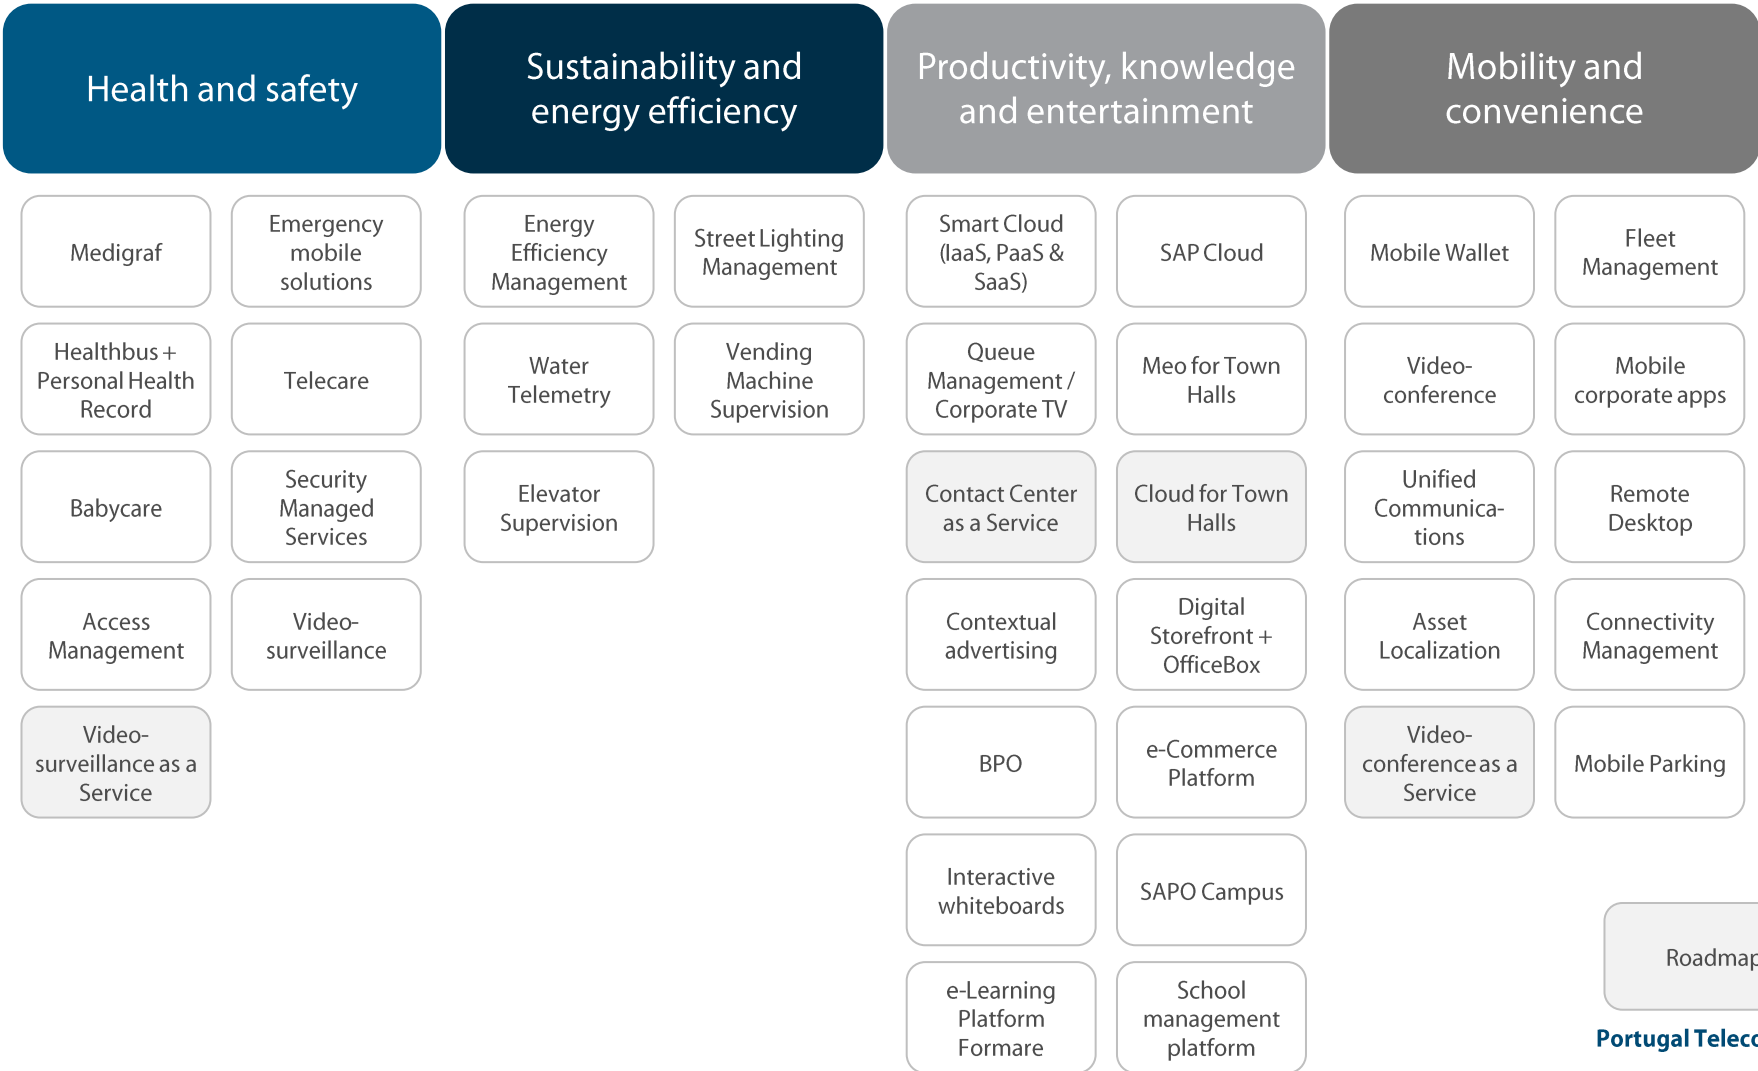 Health and safety
Sustainability and
energy efficiency
Productivity, knowledge
and entertainment
Mobility and
convenience
Medigraf
Emergency
mobile
solutions
Energy
Efficiency
Management
Street Lighting
Management
Smart Cloud
(IaaS, PaaS &
SaaS)
SAP Cloud
Mobile Wallet
Fleet
Management
Healthbus +
Personal Health
Record
Telecare
Water
Telemetry
Vending
Machine
Supervision
Queue
Management /
Corporate TV
Meo for Town
Halls
Video-
conference
Mobile
corporate apps
Babycare
Security
Managed
Services
Elevator
Supervision
Contact Center
as a Service
Cloud for Town
Halls
Unified
Communica-
tions
Remote
Desktop
Access
Management
Video-
surveillance
Contextual
advertising
Digital
Storefront +
OfficeBox
Asset
Localization
Connectivity
Management
Video-
surveillance as a
Service
BPO
e-Commerce
Platform
Video-
conference as a
Service
Mobile Parking
Interactive
whiteboards
SAPO Campus
Roadmap
e-Learning
Platform
Formare
School
management
platform
Portugal Teleco